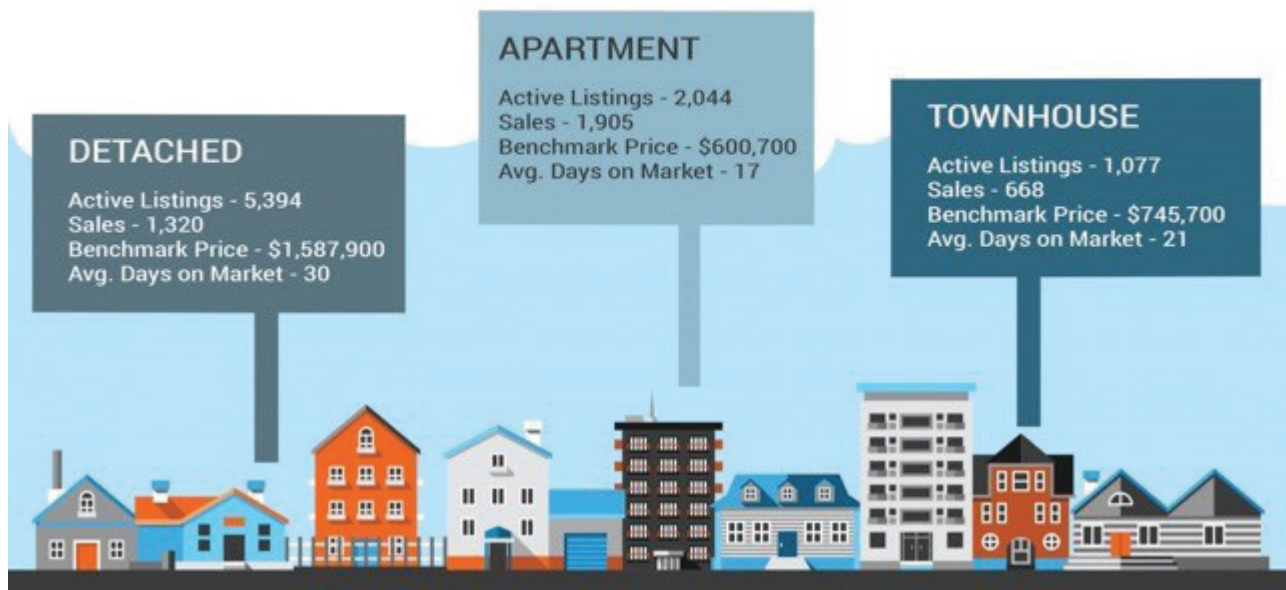 DETACHED
Active Listings - 5,394
Sales - 1,320
Benchmark Price - $1,587,900
Avg. Days on Market - 30
APARTMENT
Active Listings - 2,044
Sales - 1,905
Benchmark Price - $600,700
Avg. Days on Market - 17
TOWNHOUSE
Active Listings - 1,077
Sales - 668
Benchmark Price - $745,700
Avg. Days on Market - 21